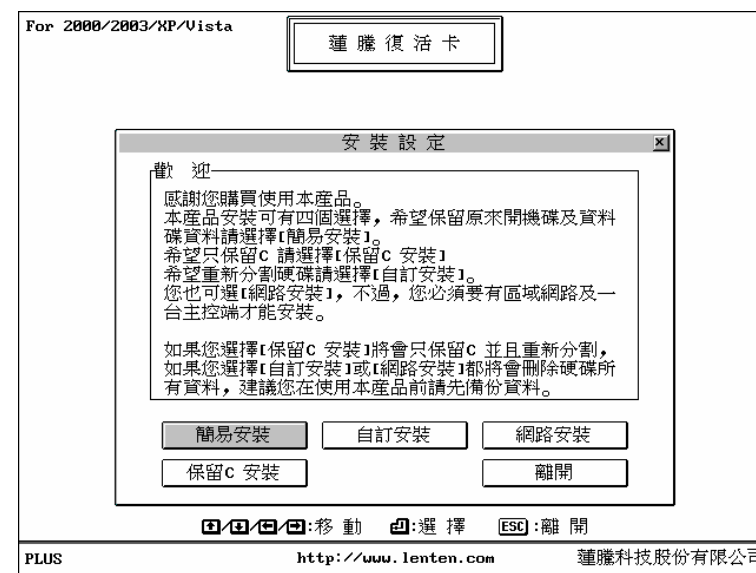 For 2000/2003/XP/Vista
蓮騰復活卡
安裝設定
歡 迎
感謝您購買使用本產品。
本產品安裝可有四個選擇，希望保留原來開機碟及資料
碟資料請選擇[簡易安裝]。
希望只保留C 請選擇[保留C 安裝]
希望重新分割硬碟請選擇[自訂安裝]。
您也可選[網路安裝]，不過，您必須要有區域網路及一
台主控端才能安裝。
如果您選擇[保留C 安裝]將會只保留C 並且重新分割，
如果您選擇[自訂安裝]或[網路安裝]都將會刪除硬碟所
有資料，建議您在使用本產品前請先備份資料。
簡易安裝 自訂安裝 網路安裝
保留C 安裝 離開
↑/↓/←/→:移 動 ↵:選 擇 ESC:離 開
PLUS http://www.lenten.com 蓮騰科技股份有限公司